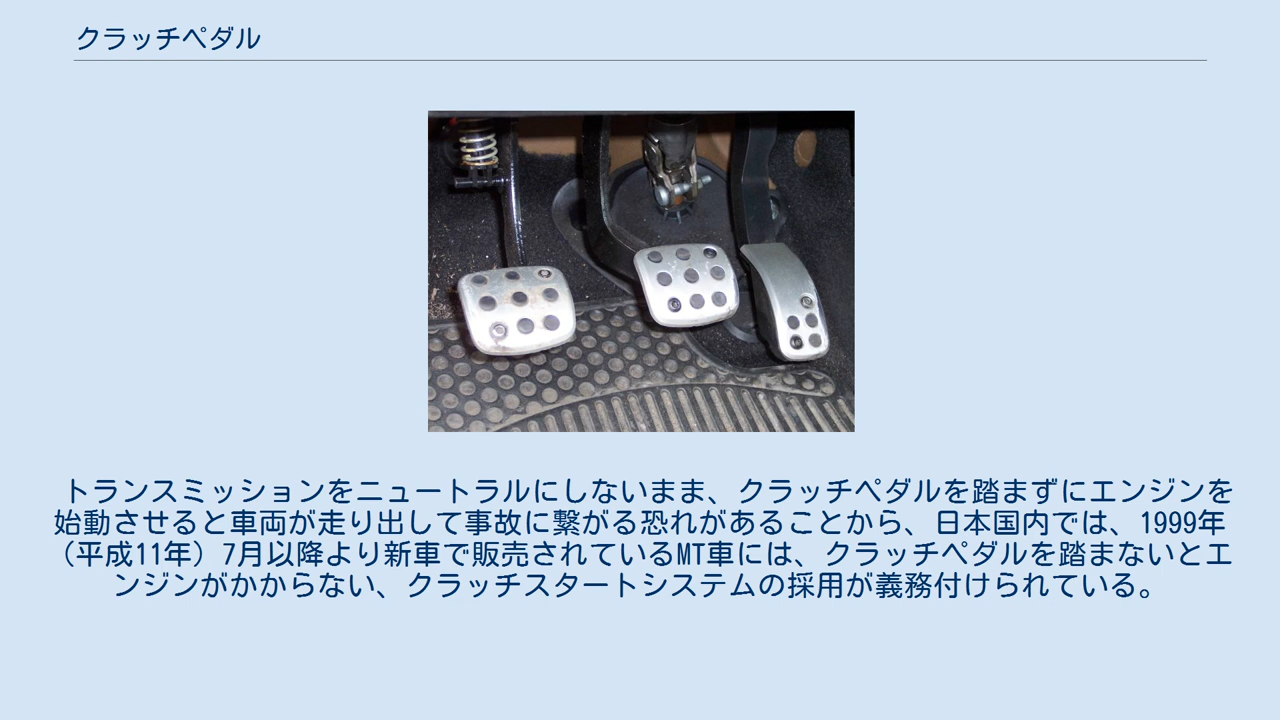 クラッチペダル
トランスミッションをニュートラルにしないまま、クラッチペダルを踏まずにエンジンを
始動させると車両が走り出して事故に繋がる恐れがあることから、日本国内では、1999年
（平成11年）7月以降より新車で販売されているMT車には、クラッチペダルを踏まないとエ
ンジンがかからない、クラッチスタートシステムの採用が義務付けられている。